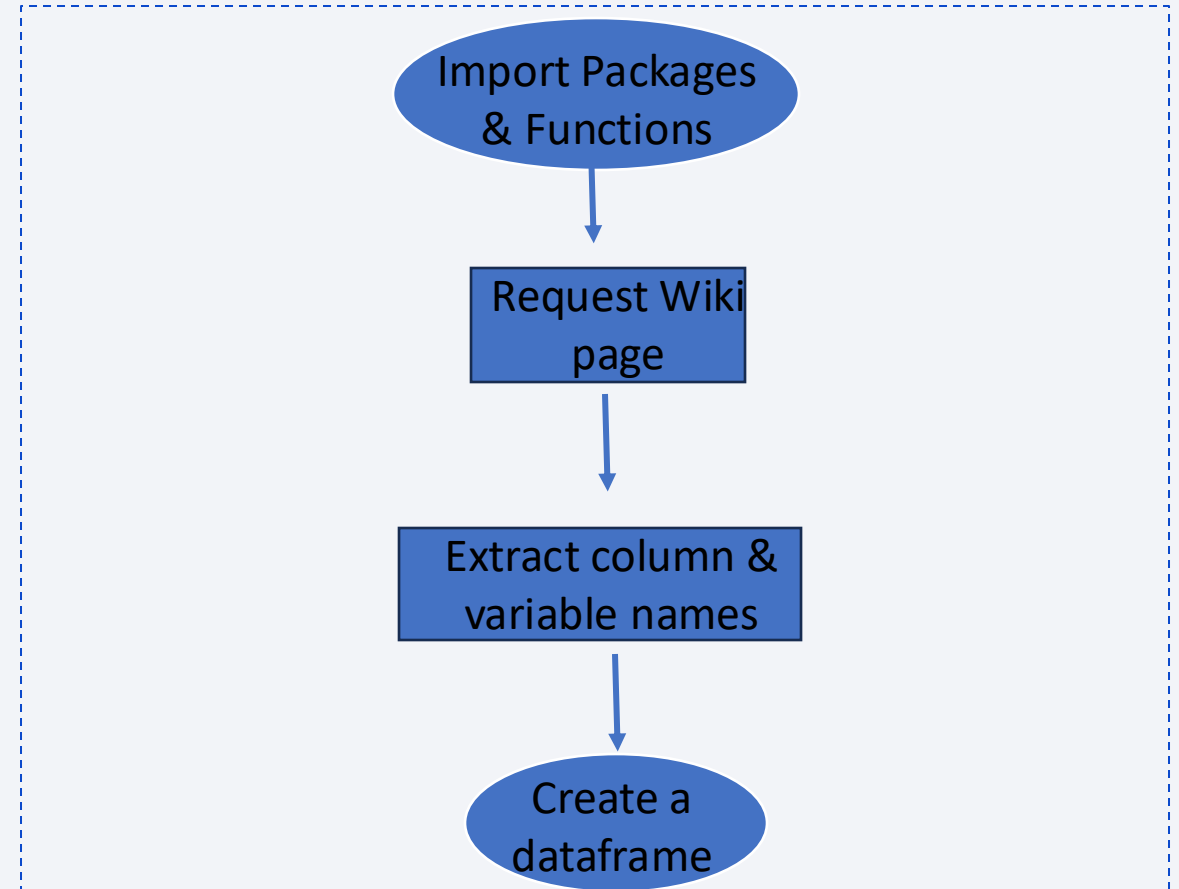 Import Packages
& Functions
Request Wiki
page
Extract column &
variable names
Create a
dataframe